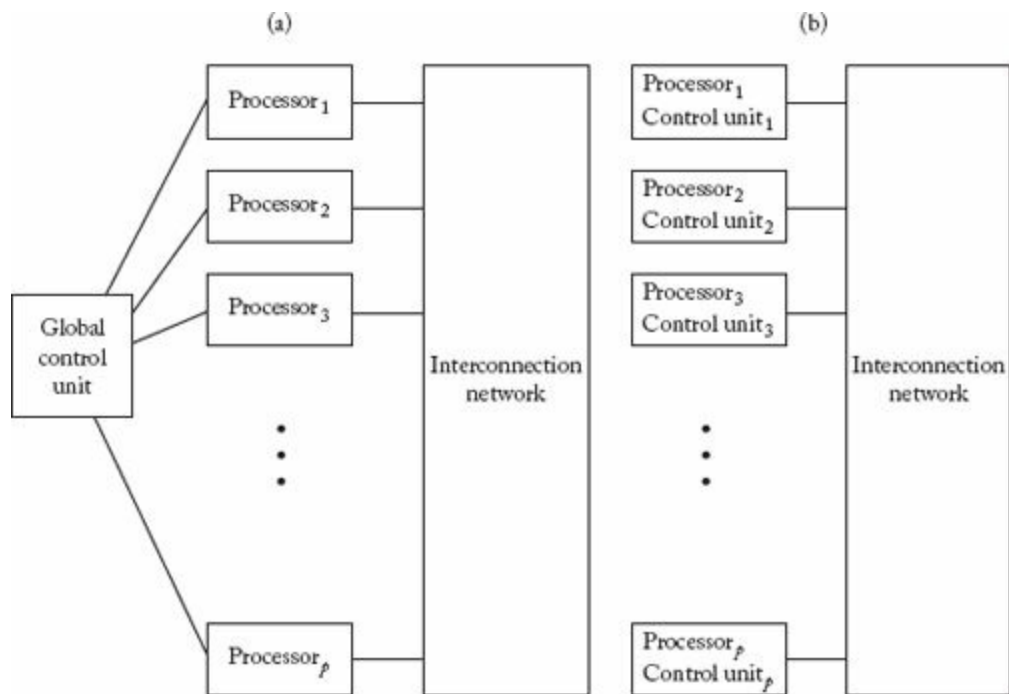 (a)
Global
control
unit
Processor₁
Processor₂
Processor₃
Processorₚ
Interconnection
network
(b)
Processor₁
Control unit₁
Processor₂
Control unit₂
Processor₃
Control unit₃
Processorₚ
Control unitₚ
Interconnection
network